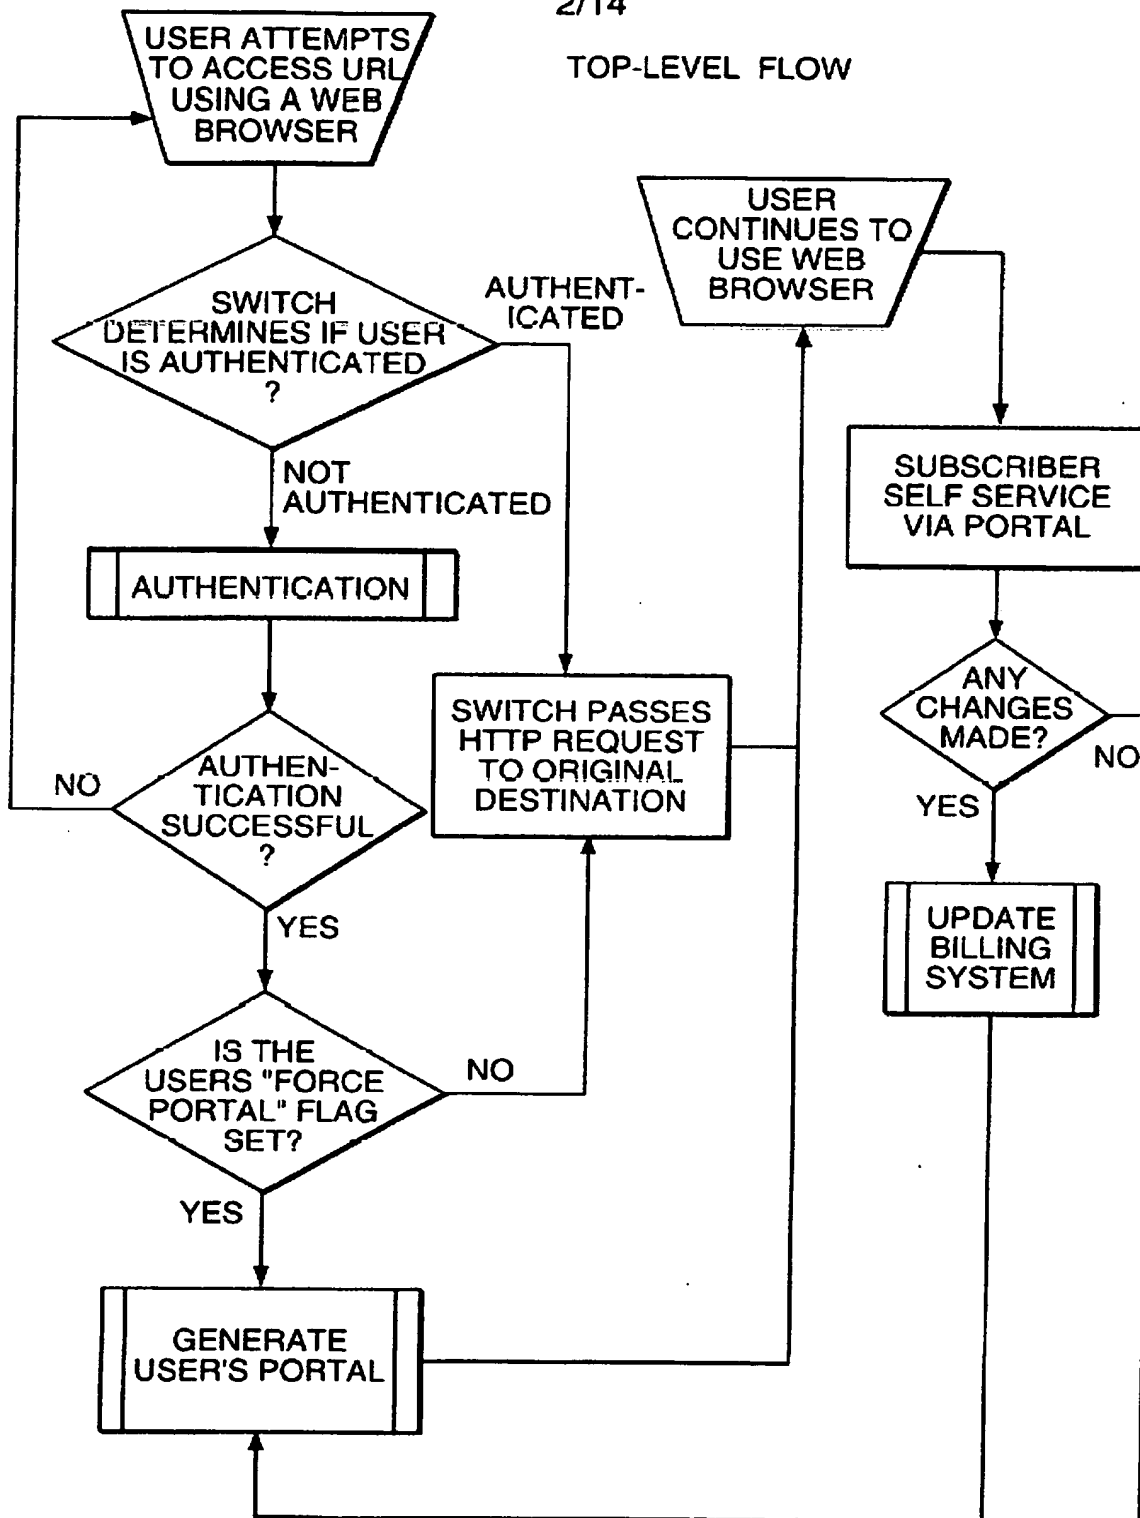 2/14
TOP-LEVEL FLOW
USER ATTEMPTS
TO ACCESS URL
USING A WEB
BROWSER
SWITCH
DETERMINES IF USER
IS AUTHENTICATED
?
AUTHENT-
ICATED
NOT
AUTHENTICATED
AUTHENTICATION
AUTHEN-
TICATION
SUCCESSFUL
?
NO
YES
IS THE
USERS "FORCE
PORTAL" FLAG
SET?
NO
YES
GENERATE
USER'S PORTAL
SWITCH PASSES
HTTP REQUEST
TO ORIGINAL
DESTINATION
USER
CONTINUES TO
USE WEB
BROWSER
SUBSCRIBER
SELF SERVICE
VIA PORTAL
ANY
CHANGES
MADE?
NO
YES
UPDATE
BILLING
SYSTEM